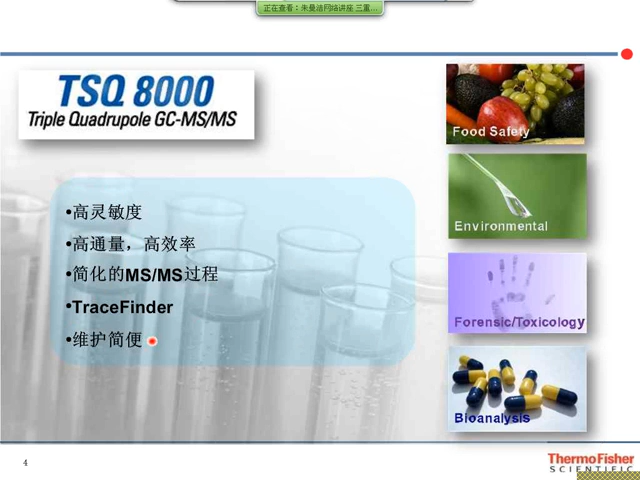 正在查看：朱曼洁网络讲座 三重...
TSQ 8000
Triple Quadrupole GC-MS/MS
•高灵敏度
•高通量，高效率
•简化的MS/MS过程
•TraceFinder
•维护简便
Food Safety
Environmental
Forensic/Toxicology
Bioanalysis
4
ThermoFisher
SCIENTIFIC